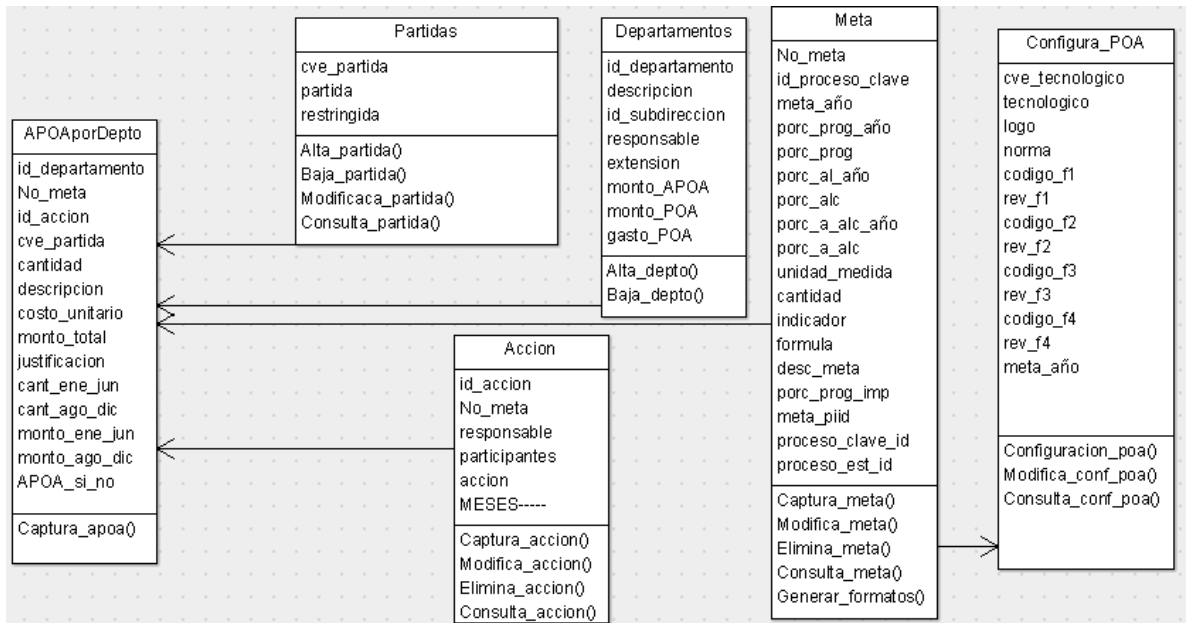 APOAporDepto
id_departamento
No_meta
id_accion
cve_partida
cantidad
descripcion
costo_unitario
monto_total
justificacion
cant_ene_jun
cant_ago_dic
monto_ene_jun
monto_ago_dic
APOA_si_no
Captura_apoa()
Partidas
cve_partida
partida
restringida
Alta_partida()
Baja_partida()
Modificaca_partida()
Consulta_partida()
Departamentos
id_departamento
descripcion
id_subdireccion
responsable
extension
monto_APOA
monto_POA
gasto_POA
Alta_depto()
Baja_depto()
Accion
id_accion
No_meta
responsable
participantes
accion
MESES-----
Captura_accion()
Modifica_accion()
Elimina_accion()
Consulta_accion()
Meta
No_meta
id_proceso_clave
meta_año
porc_prog_año
porc_prog
porc_al_año
porc_alc
porc_a_alc_año
porc_a_alc
unidad_medida
cantidad
indicador
formula
desc_meta
porc_prog_imp
meta_piid
proceso_clave_id
proceso_est_id
Captura_meta()
Modifica_meta()
Elimina_meta()
Consulta_meta()
Generar_formatos()
Configura_POA
cve_tecnologico
tecnologico
logo
norma
codigo_f1
rev_f1
codigo_f2
rev_f2
codigo_f3
rev_f3
codigo_f4
rev_f4
meta_año
Configuracion_poa()
Modifica_conf_poa()
Consulta_conf_poa()